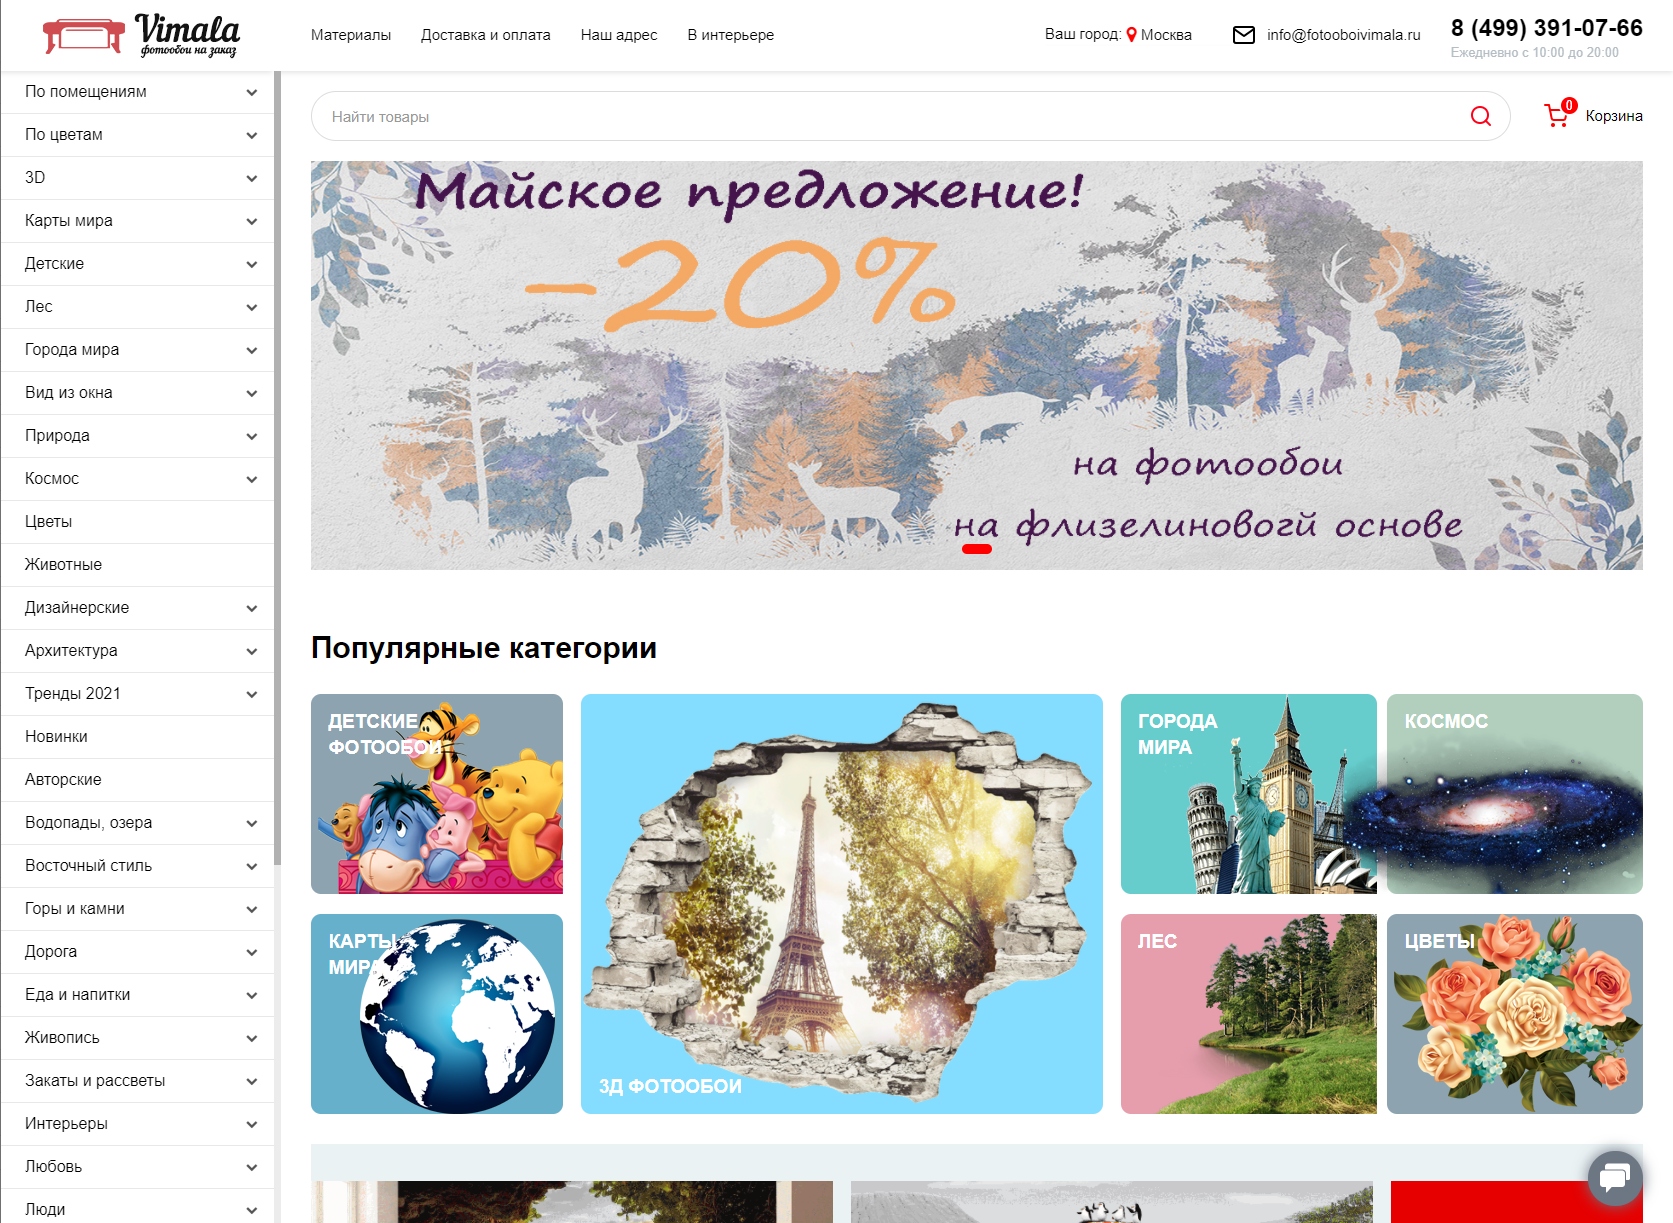 Vimala
фотообои на заказ
Материалы
Доставка и оплата
Наш адрес
В интерьере
Ваш город: Москва
info@fotooboivimala.ru
8 (499) 391-07-66
Ежедневно с 10:00 до 20:00
По помещениям
По цветам
3D
Карты мира
Детские
Лес
Города мира
Вид из окна
Природа
Космос
Цветы
Животные
Дизайнерские
Архитектура
Тренды 2021
Новинки
Авторские
Водопады, озера
Восточный стиль
Горы и камни
Дорога
Еда и напитки
Живопись
Закаты и рассветы
Интерьеры
Любовь
Люди
Найти товары
0
Корзина
Майское предложение!
-20%
на фотообои
на флизелиновогй основе
Популярные категории
ДЕТСКИЕ
ФОТООБОИ
3Д ФОТООБОИ
ГОРОДА
МИРА
КОСМОС
КАРТЫ
МИРА
ЛЕС
ЦВЕТЫ